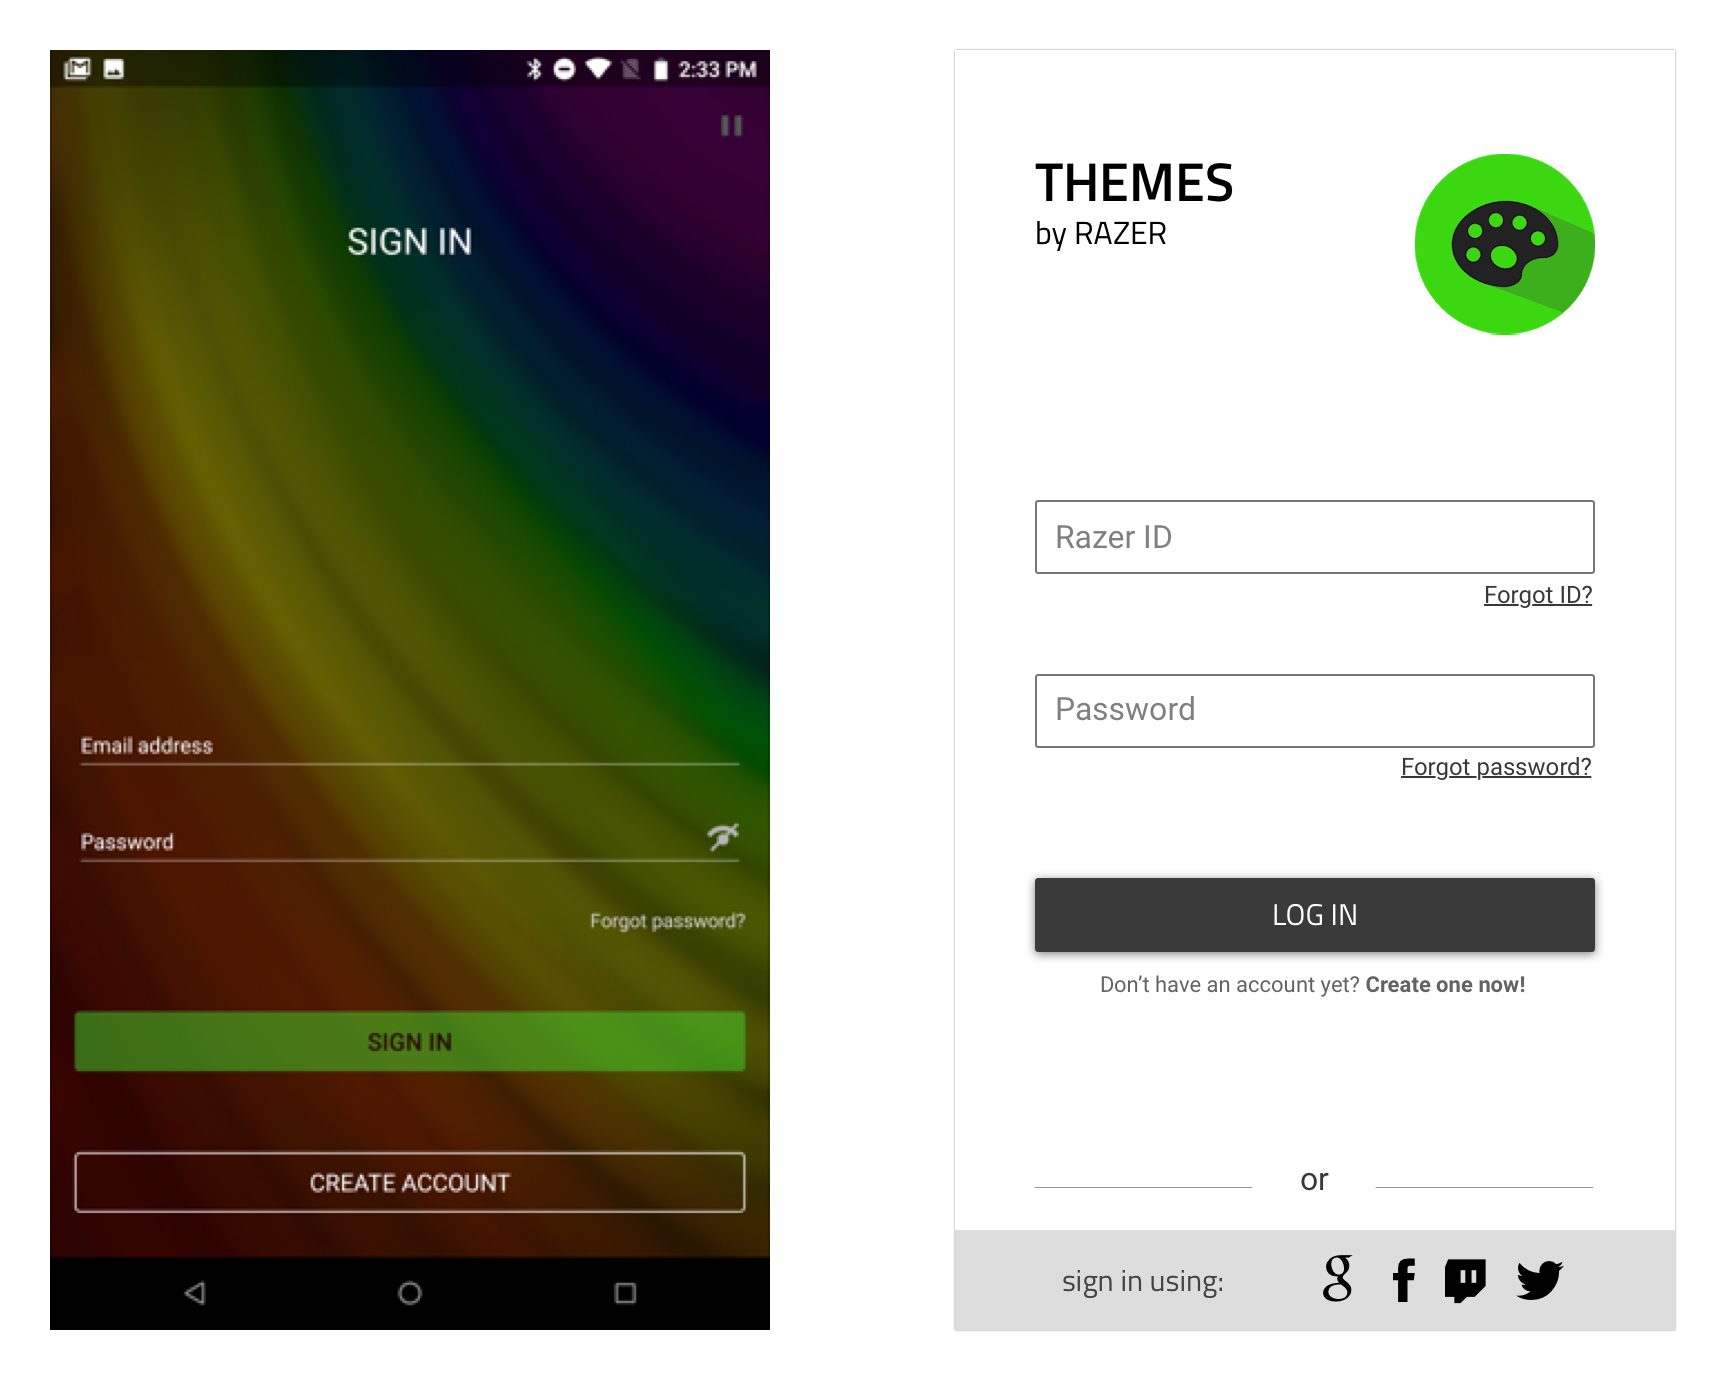 2:33 PM
SIGN IN
Email address
Password
Forgot password?
SIGN IN
CREATE ACCOUNT
THEMES
by RAZER
Razer ID
Forgot ID?
Password
Forgot password?
LOG IN
Don’t have an account yet? Create one now!
or
sign in using: